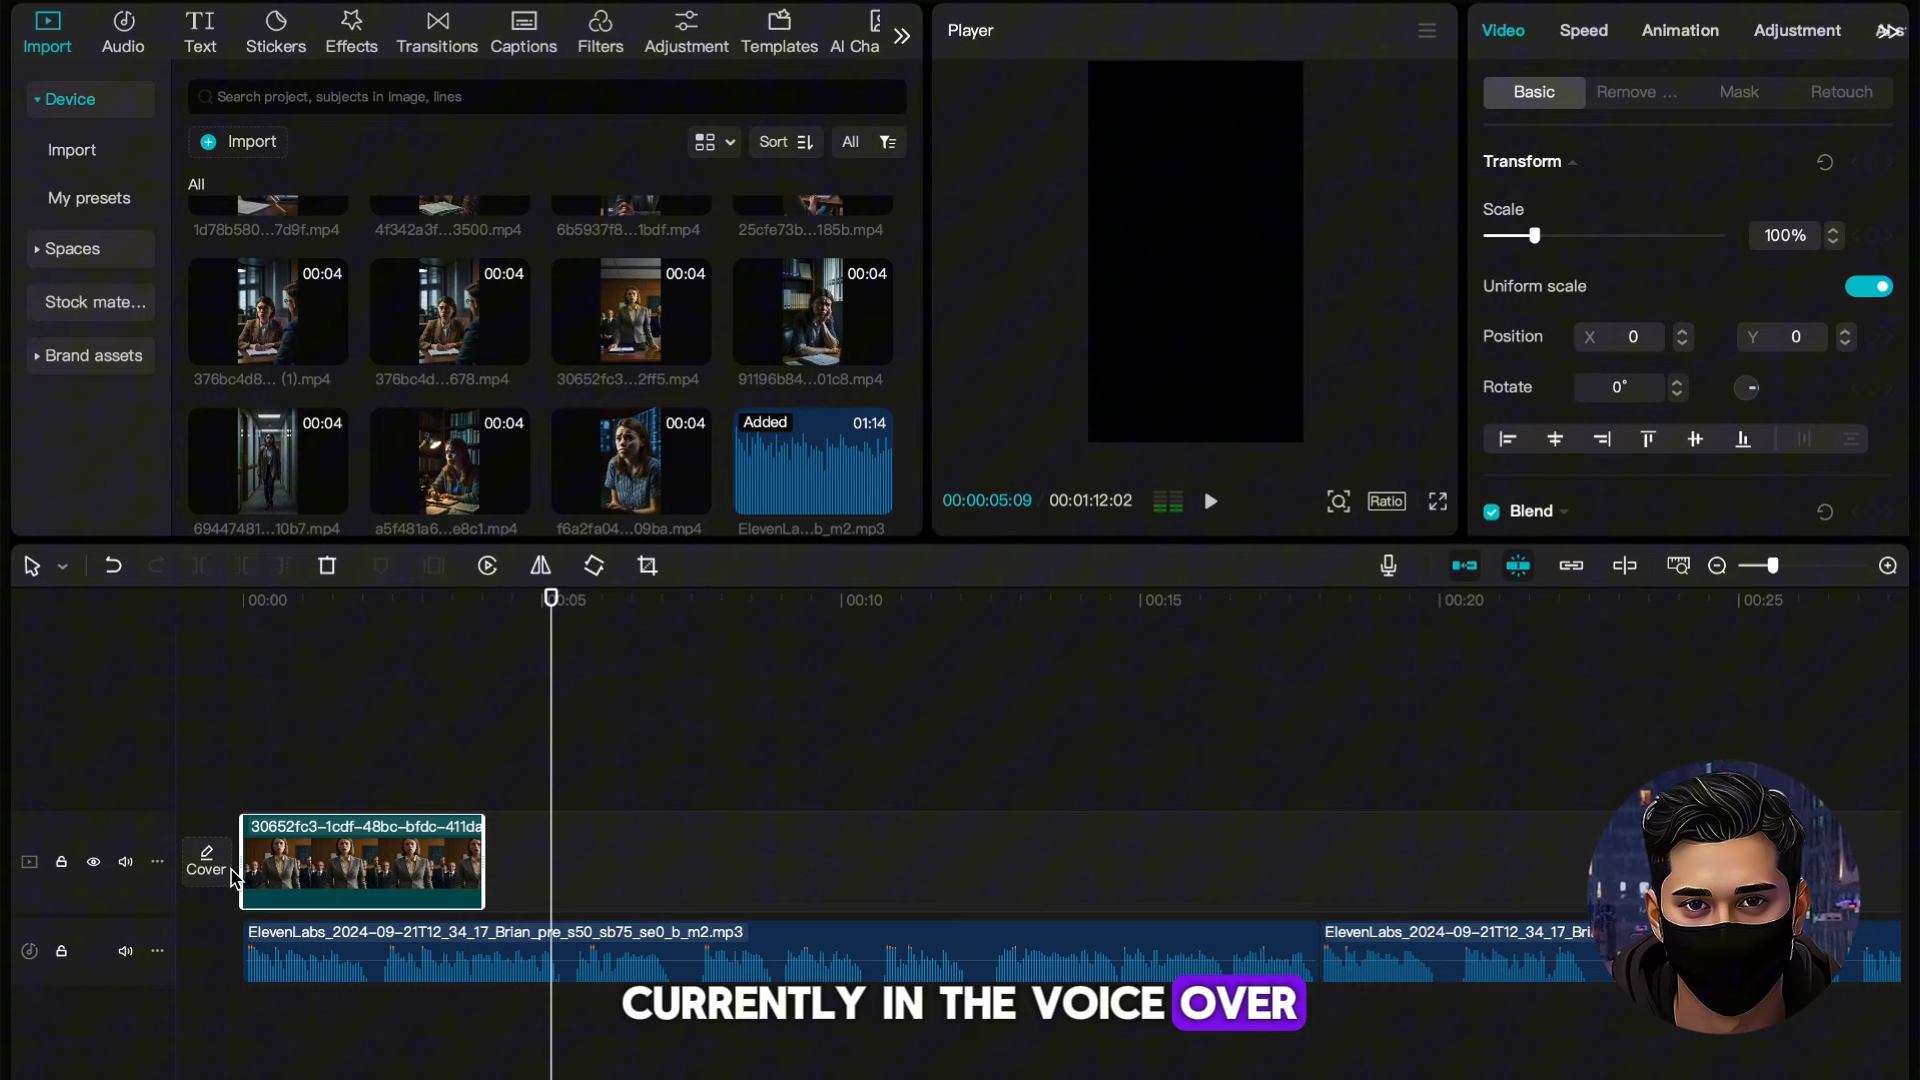 Import
Audio
Text
Stickers
Effects
Transitions
Captions
Filters
Adjustment
Templates
AI Cha
Device
Import
My presets
Spaces
Stock mate...
Brand assets
Search project, subjects in image, lines
Import
Sort
All
All
1d78b580...7d9f.mp4
4f342a3f...3500.mp4
6b5937f8...1bdf.mp4
25cfe73b...185b.mp4
00:04
00:04
00:04
00:04
376bc4d8... (1).mp4
376bc4d...678.mp4
30652fc3...2ff5.mp4
91196b84...01c8.mp4
00:04
00:04
00:04
Added 01:14
69447481...10b7.mp4
a5f481a6...e8c1.mp4
f6a2fa04...09ba.mp4
ElevenLa...b_m2.mp3
Player
00:00:05:09
00:01:12:02
Ratio
Video
Speed
Animation
Adjustment
Basic
Remove ...
Mask
Retouch
Transform
Scale
100%
Uniform scale
Position
X 0
Y 0
Rotate
0°
Blend
00:00
00:05
00:10
00:15
00:20
00:25
Cover
30652fc3-1cdf-48bc-bfdc-411da
ElevenLabs_2024-09-21T12_34_17_Brian_pre_s50_sb75_se0_b_m2.mp3
ElevenLabs_2024-09-21T12_34_17_Bri
CURRENTLY IN THE VOICE OVER